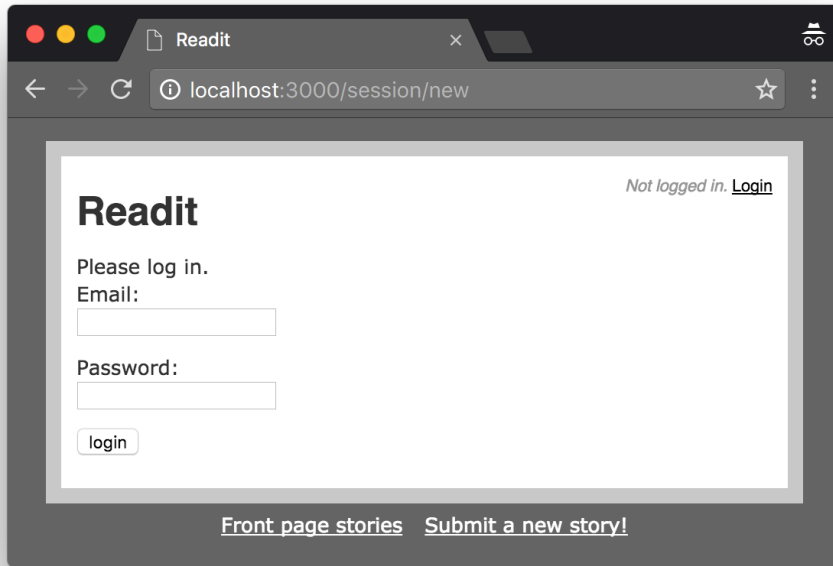 Readit
localhost:3000/session/new
Not logged in. Login
Readit
Please log in.
Email:
Password:
login
Front page stories Submit a new story!